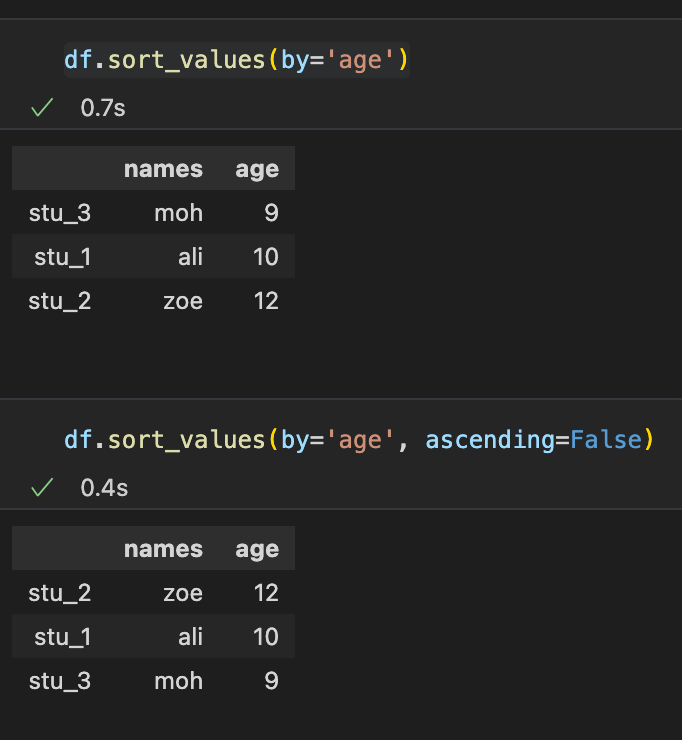 df.sort_values(by='age')
0.7s
names age
stu_3 moh 9
stu_1 ali 10
stu_2 zoe 12
df.sort_values(by='age', ascending=False)
0.4s
names age
stu_2 zoe 12
stu_1 ali 10
stu_3 moh 9